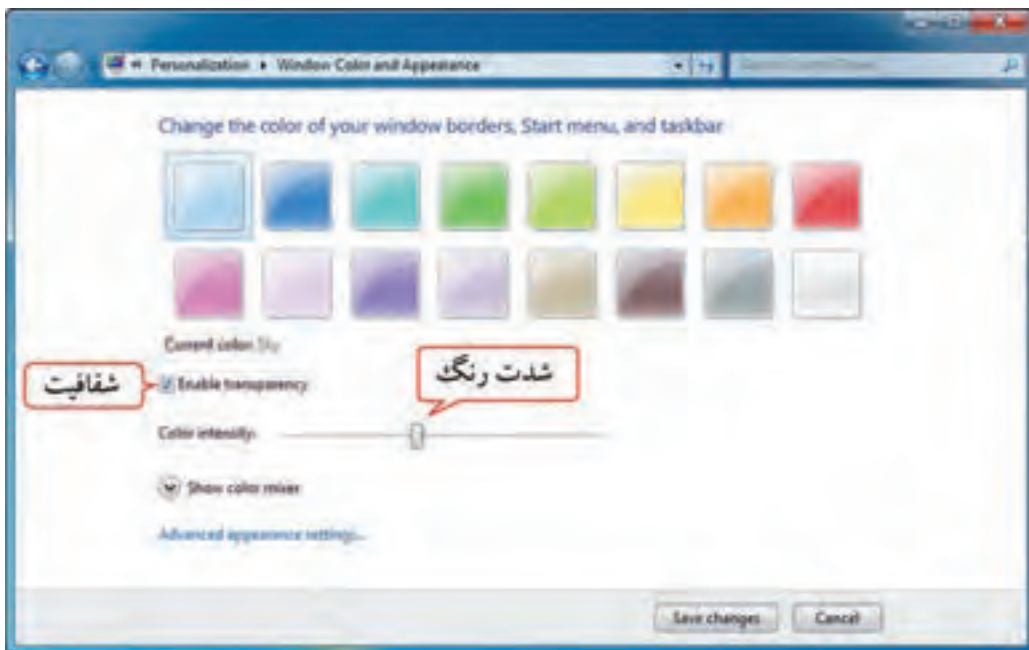 « Personalization ▸ Window Color and Appearance
Change the color of your window borders, Start menu, and taskbar
Current color: Sky
شفافیت
Enable transparency
شدت رنگ
Color intensity:
Show color mixer
Advanced appearance settings...
Save changes
Cancel